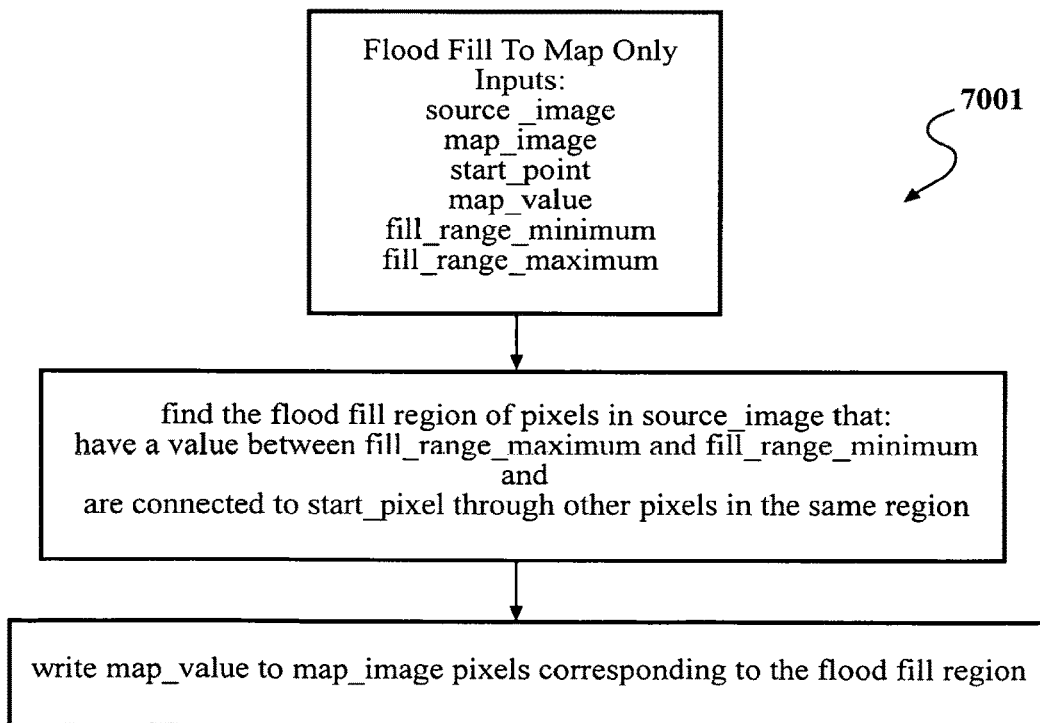 Flood Fill To Map Only
Inputs:
source _image
map_image
start_point
map_value
fill_range_minimum
fill_range_maximum
7001
find the flood fill region of pixels in source_image that:
have a value between fill_range_maximum and fill_range_minimum
and
are connected to start_pixel through other pixels in the same region
write map_value to map_image pixels corresponding to the flood fill region